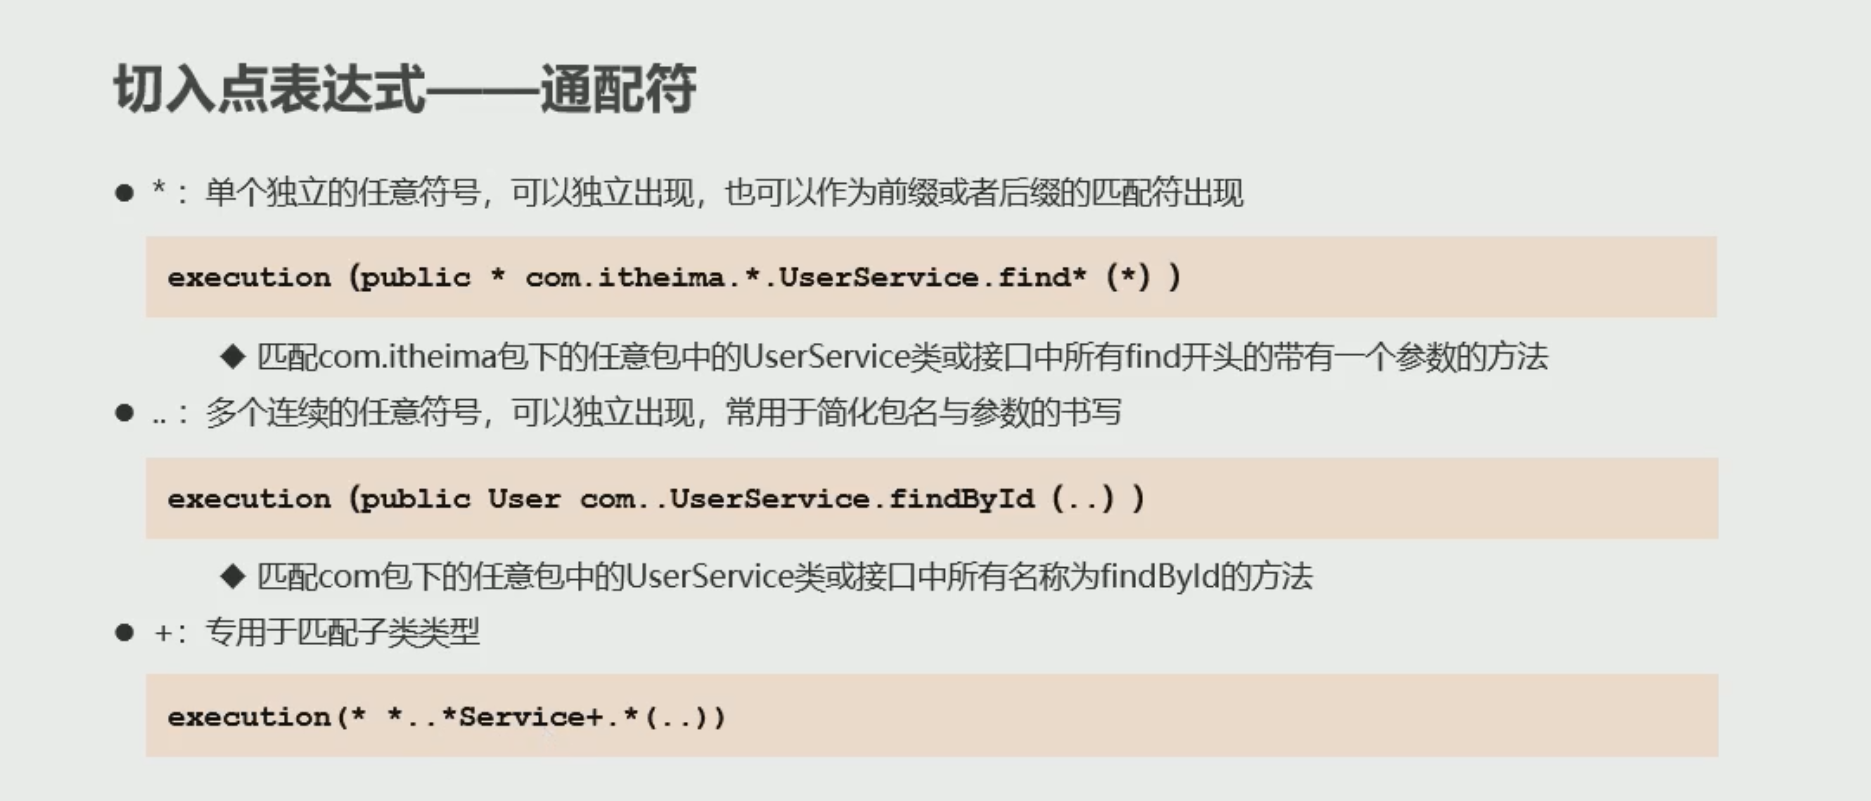 切入点表达式——通配符
● *：单个独立的任意符号，可以独立出现，也可以作为前缀或者后缀的匹配符出现
execution（public * com.itheima.*.UserService.find*（*））
◆ 匹配com.itheima包下的任意包中的UserService类或接口中所有find开头的带有一个参数的方法
● ..：多个连续的任意符号，可以独立出现，常用于简化包名与参数的书写
execution（public User com..UserService.findById（..））
◆ 匹配com包下的任意包中的UserService类或接口中所有名称为findById的方法
● +：专用于匹配子类类型
execution(* *..*Service+.*(..))